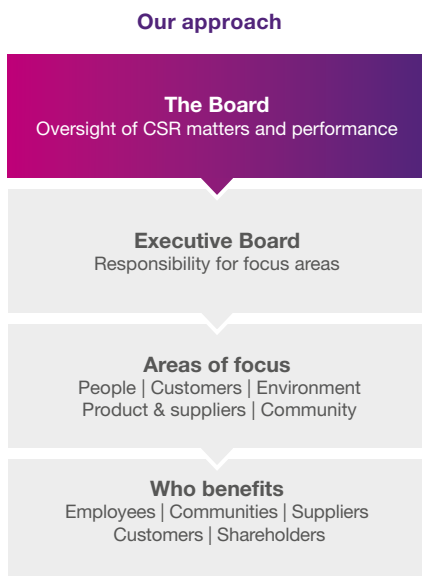 Our approach
The Board
Oversight of CSR matters and performance
Executive Board
Responsibility for focus areas
Areas of focus
People | Customers | Environment
Product & suppliers | Community
Who benefits
Employees | Communities | Suppliers
Customers | Shareholders